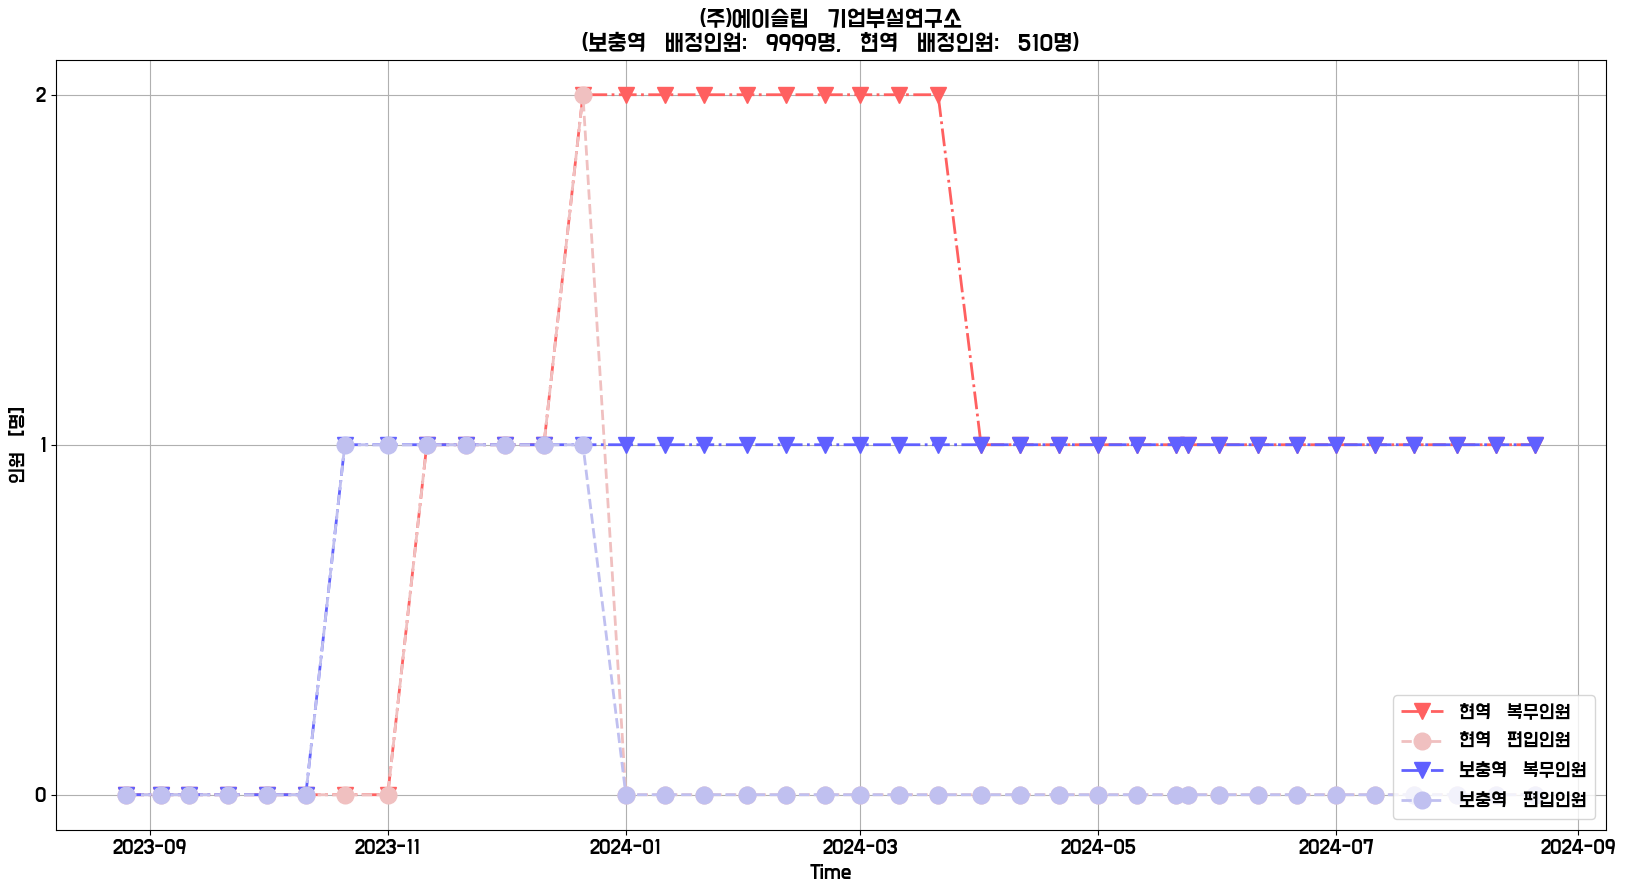 (주)에이슬립 기업부설연구소
(보충역 배정인원: 9999명, 현역 배정인원: 510명)
2
1
0
인원 [명]
2023-09
2023-11
2024-01
2024-03
2024-05
2024-07
2024-09
Time
현역 복무인원
현역 편입인원
보충역 복무인원
보충역 편입인원